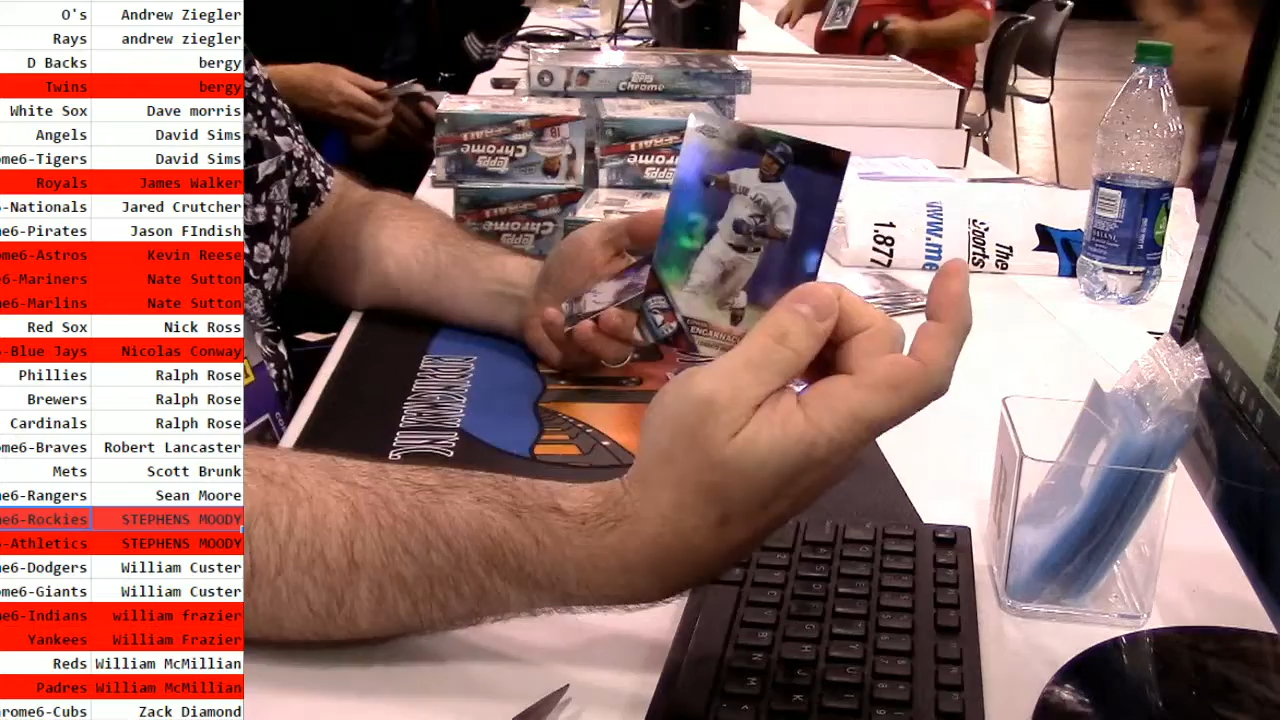 O's Andrew Ziegler
Rays andrew ziegler
D Backs bergy
Twins bergy
White Sox Dave morris
Angels David Sims
ome6-Tigers David Sims
Royals James Walker
-Nationals Jared Crutcher
me6-Pirates Jason FIndish
ome6-Astros Kevin Reese
e6-Mariners Nate Sutton
me6-Marlins Nate Sutton
Red Sox Nick Ross
-Blue Jays Nicolas Conway
Phillies Ralph Rose
Brewers Ralph Rose
Cardinals Ralph Rose
ome6-Braves Robert Lancaster
Mets Scott Brunk
me6-Rangers Sean Moore
me6-Rockies STEPHENS MOODY
-Athletics STEPHENS MOODY
me6-Dodgers William Custer
ome6-Giants William Custer
me6-Indians william frazier
Yankees William Frazier
Reds William McMillian
Padres William McMillian
rome6-Cubs Zack Diamond
Topps
Chrome
Topps
Chrome
Chrome
Chrome
The
Sports
www.me
1.877